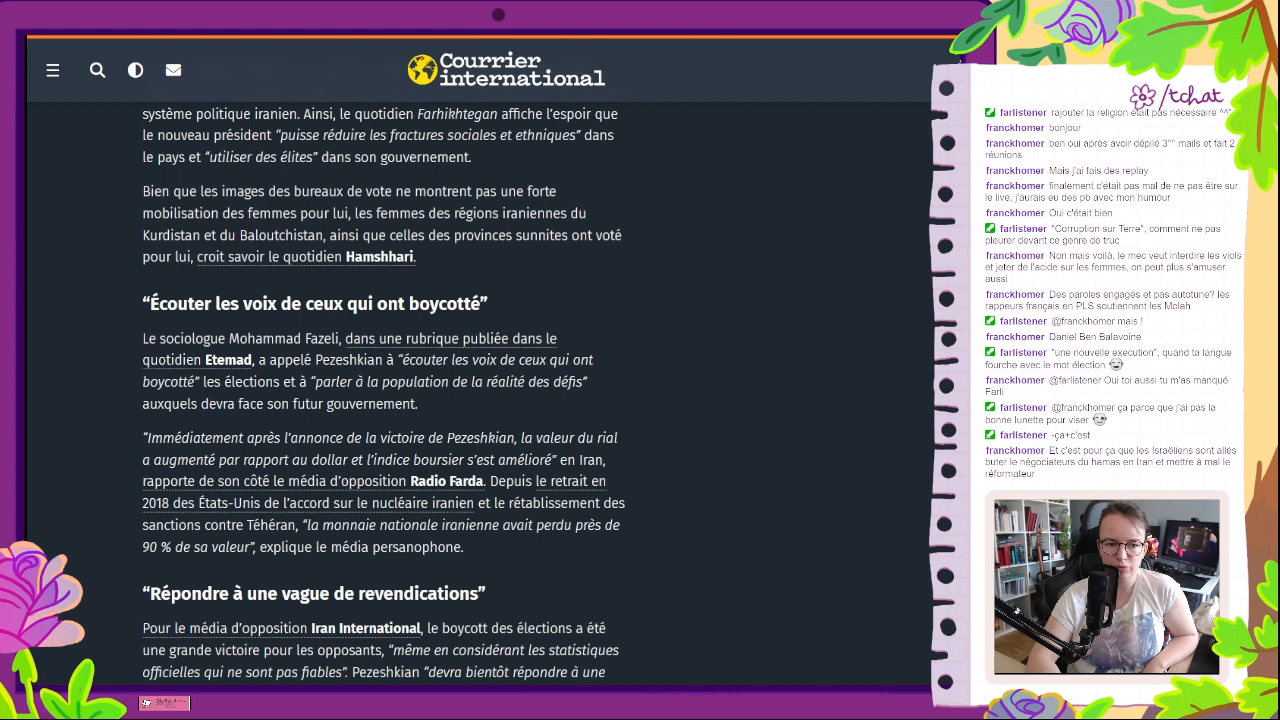 Courrier
international
système politique iranien. Ainsi, le quotidien Farhikhtegan affiche l’espoir que
le nouveau président “puisse réduire les fractures sociales et ethniques” dans
le pays et “utiliser des élites” dans son gouvernement.
Bien que les images des bureaux de vote ne montrent pas une forte
mobilisation des femmes pour lui, les femmes des régions iraniennes du
Kurdistan et du Baloutchistan, ainsi que celles des provinces sunnites ont voté
pour lui, croit savoir le quotidien Hamshhari.
“Écouter les voix de ceux qui ont boycotté”
Le sociologue Mohammad Fazeli, dans une rubrique publiée dans le
quotidien Etemad, a appelé Pezeshkian à “écouter les voix de ceux qui ont
boycotté” les élections et à “parler à la population de la réalité des défis”
auxquels devra face son futur gouvernement.
“Immédiatement après l’annonce de la victoire de Pezeshkian, la valeur du rial
a augmenté par rapport au dollar et l’indice boursier s’est amélioré” en Iran,
rapporte de son côté le média d’opposition Radio Farda. Depuis le retrait en
2018 des États-Unis de l’accord sur le nucléaire iranien et le rétablissement des
sanctions contre Téhéran, “la monnaie nationale iranienne avait perdu près de
90 % de sa valeur”, explique le média persanophone.
“Répondre à une vague de revendications”
Pour le média d’opposition Iran International, le boycott des élections a été
une grande victoire pour les opposants, “même en considérant les statistiques
officielles qui ne sont pas fiables”. Pezeshkian “devra bientôt répondre à une
/tchat
farlistener rajouter la religion était pas nécessaire ^^"
franckhomer bonjour
franckhomer ben oui après avoir dépilé 3"" mails et fait 2
réunions
franckhomer Mais j'ai fais des replay
franckhomer finalement c'était pas mal de ne pas être sur
le live, j'aurais eu des pb avec mon humour
franckhomer Oui c'était bien
farlistener "Corruption sur Terre", comment ne pas
pleurer devant ce genre de truc
franckhomer Non mais voilà, le mec veut interdire les viols
et jeter de l'acide sur les femmes, on peut plus s'amuser
aussi
franckhomer Des paroles engagés et pas autotune? les
rappeurs français en PLS soutiennent les Molah
farlistener @franckhomer mais !
franckhomer Daniel Ben Balavoine
farlistener "une nouvelle execution", quand ta langue
fourche avec le mot élection
franckhomer @farlistener Oui toi aussi tu m'as manqué
Farli
farlistener @franckhomer ça parce que j'ai pas la
bonne lunette pour viser
farlistener -ça+c'est
franckhomer Et c'est pour ça que les Israéliens sont allés
buter le négociateurs du hamas en Iran et mettre à mal le
réformateur